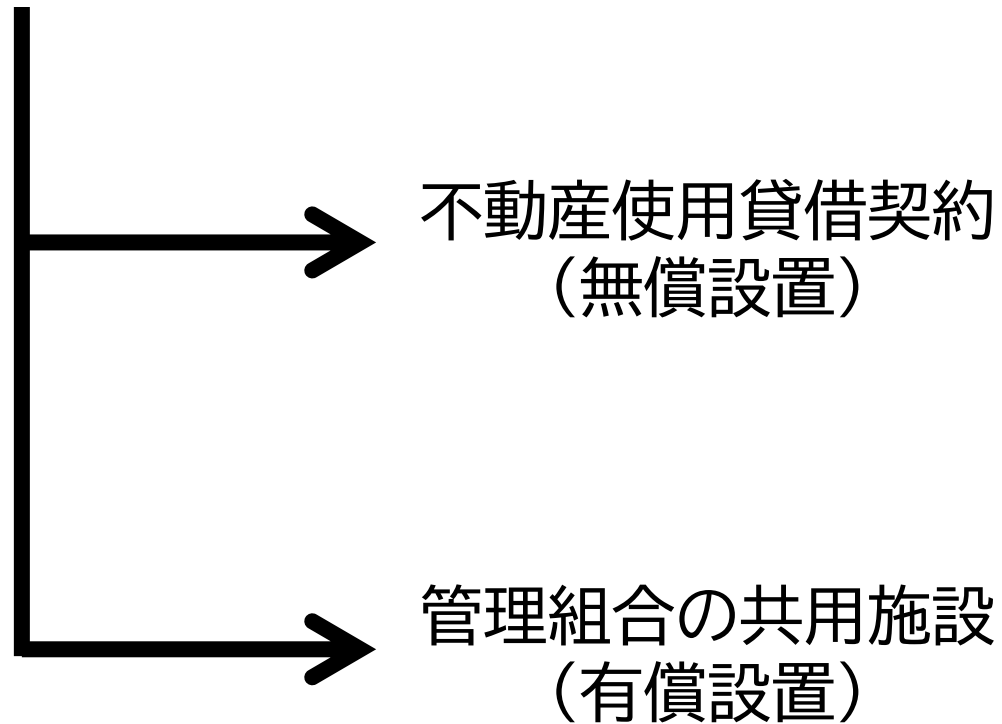 不動産使用貸借契約
（無償設置）
管理組合の共用施設
（有償設置）